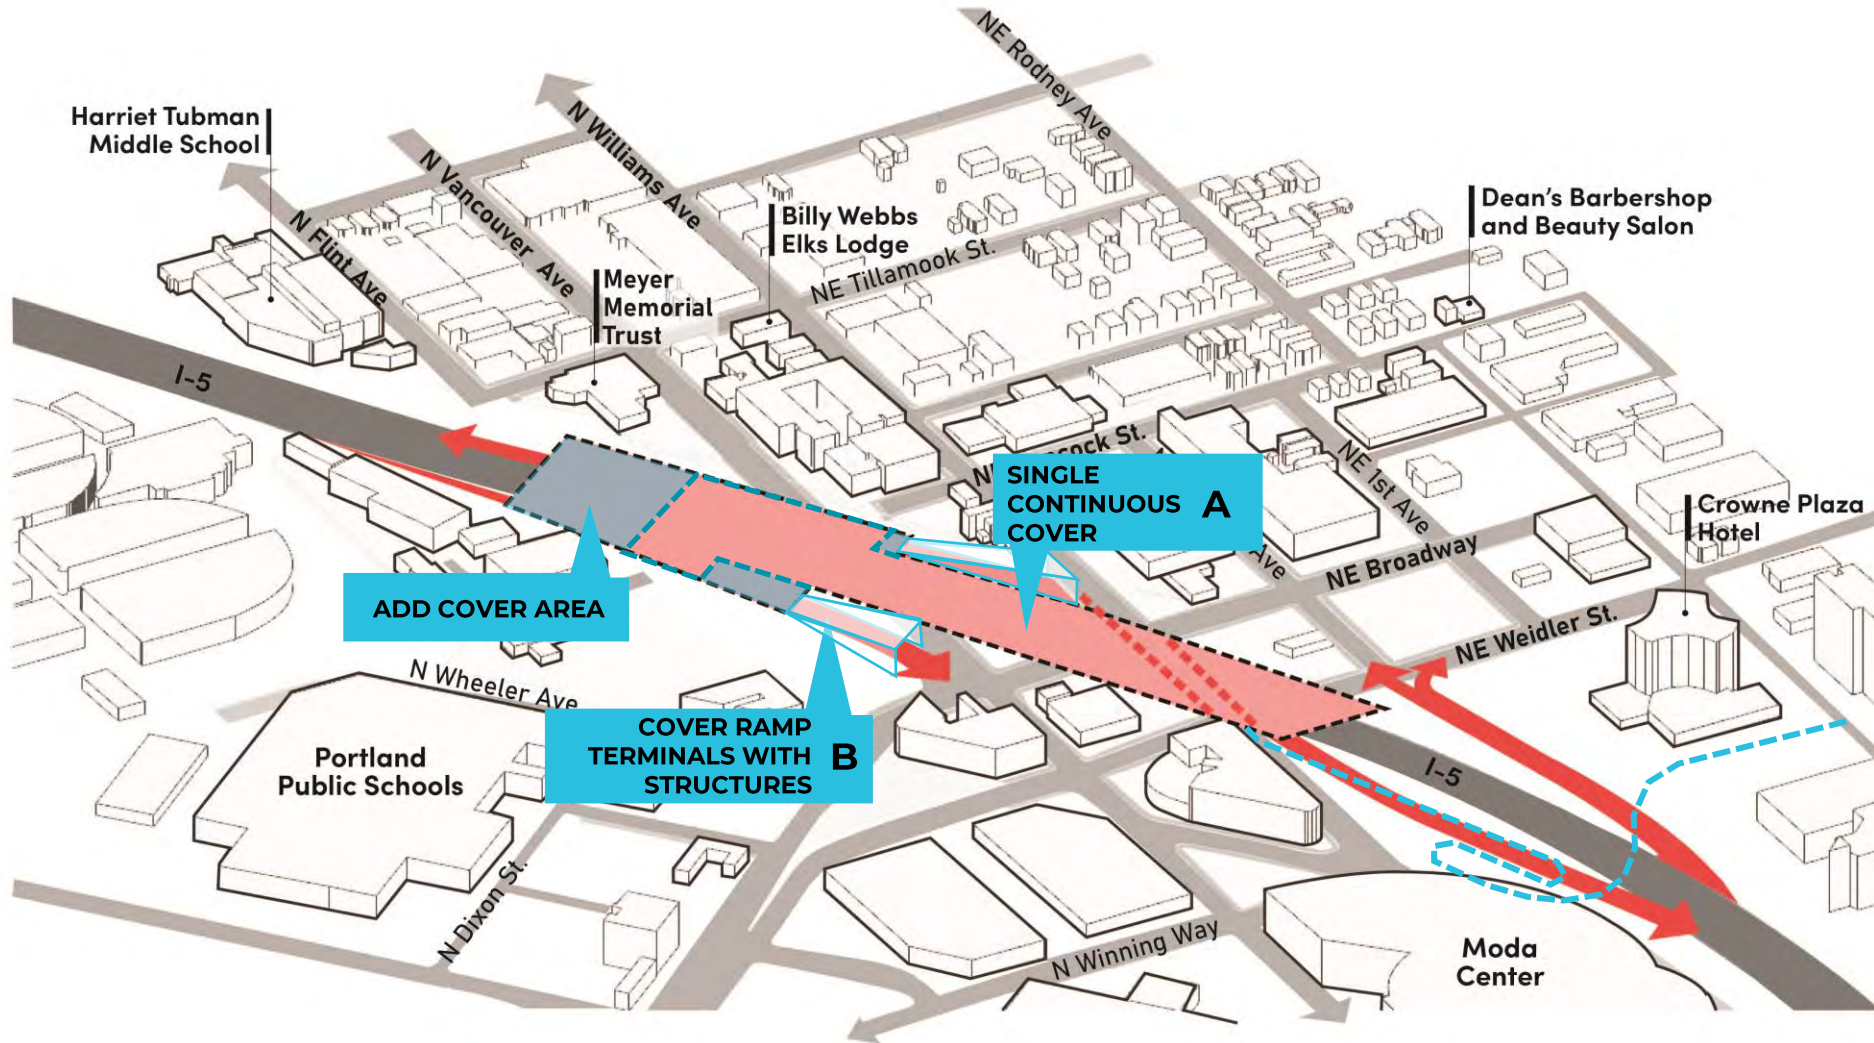 NE Rodney Ave
Harriet Tubman
Middle School
N Williams Ave
N Vancouver Ave
N Flint Ave
Billy Webbs
Elks Lodge
NE Tillamook St.
Dean's Barbershop
and Beauty Salon
Meyer
Memorial
Trust
I-5
cock St.
NE 1st Ave
SINGLE
CONTINUOUS
COVER
A
Ave
NE Broadway
Crowne Plaza
Hotel
ADD COVER AREA
NE Weidler St.
N Wheeler Ave
COVER RAMP
TERMINALS WITH
STRUCTURES
B
Portland
Public Schools
I-5
N Dixon St.
N Winning Way
Moda
Center